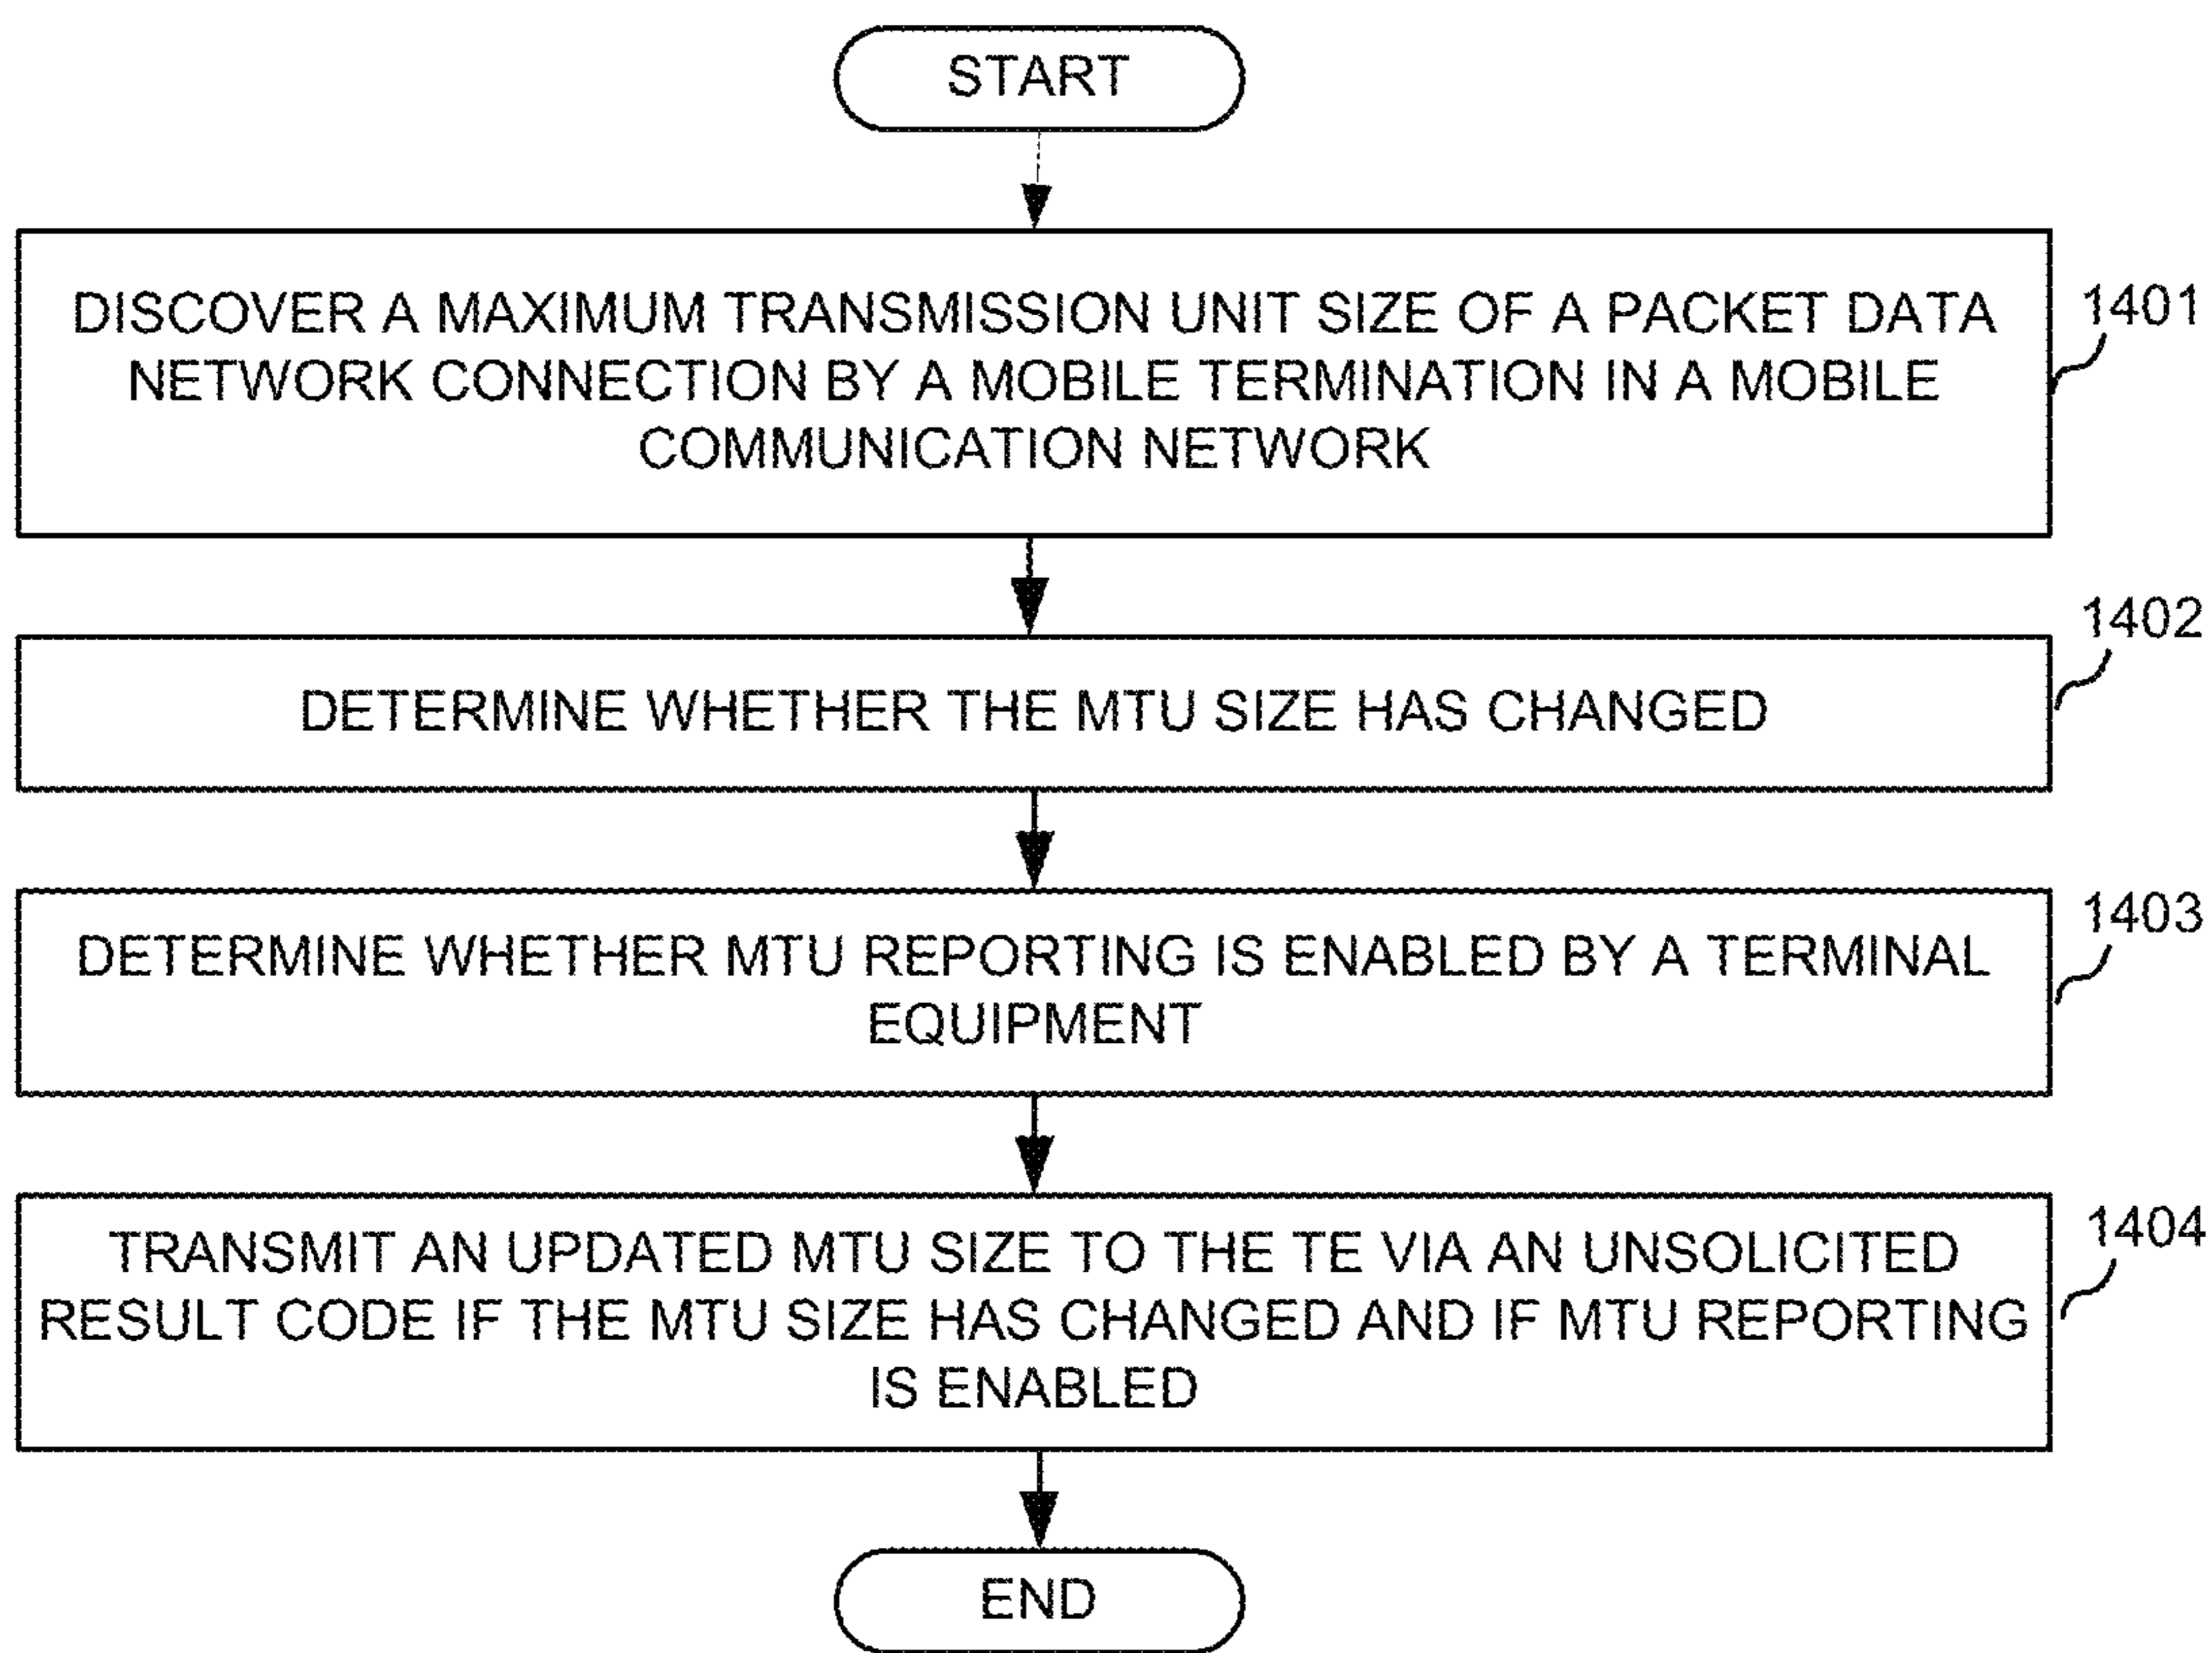 START
DISCOVER A MAXIMUM TRANSMISSION UNIT SIZE OF A PACKET DATA
NETWORK CONNECTION BY A MOBILE TERMINATION IN A MOBILE
COMMUNICATION NETWORK
1401
DETERMINE WHETHER THE MTU SIZE HAS CHANGED
1402
DETERMINE WHETHER MTU REPORTING IS ENABLED BY A TERMINAL
EQUIPMENT
1403
TRANSMIT AN UPDATED MTU SIZE TO THE TE VIA AN UNSOLICITED
RESULT CODE IF THE MTU SIZE HAS CHANGED AND IF MTU REPORTING
IS ENABLED
1404
END